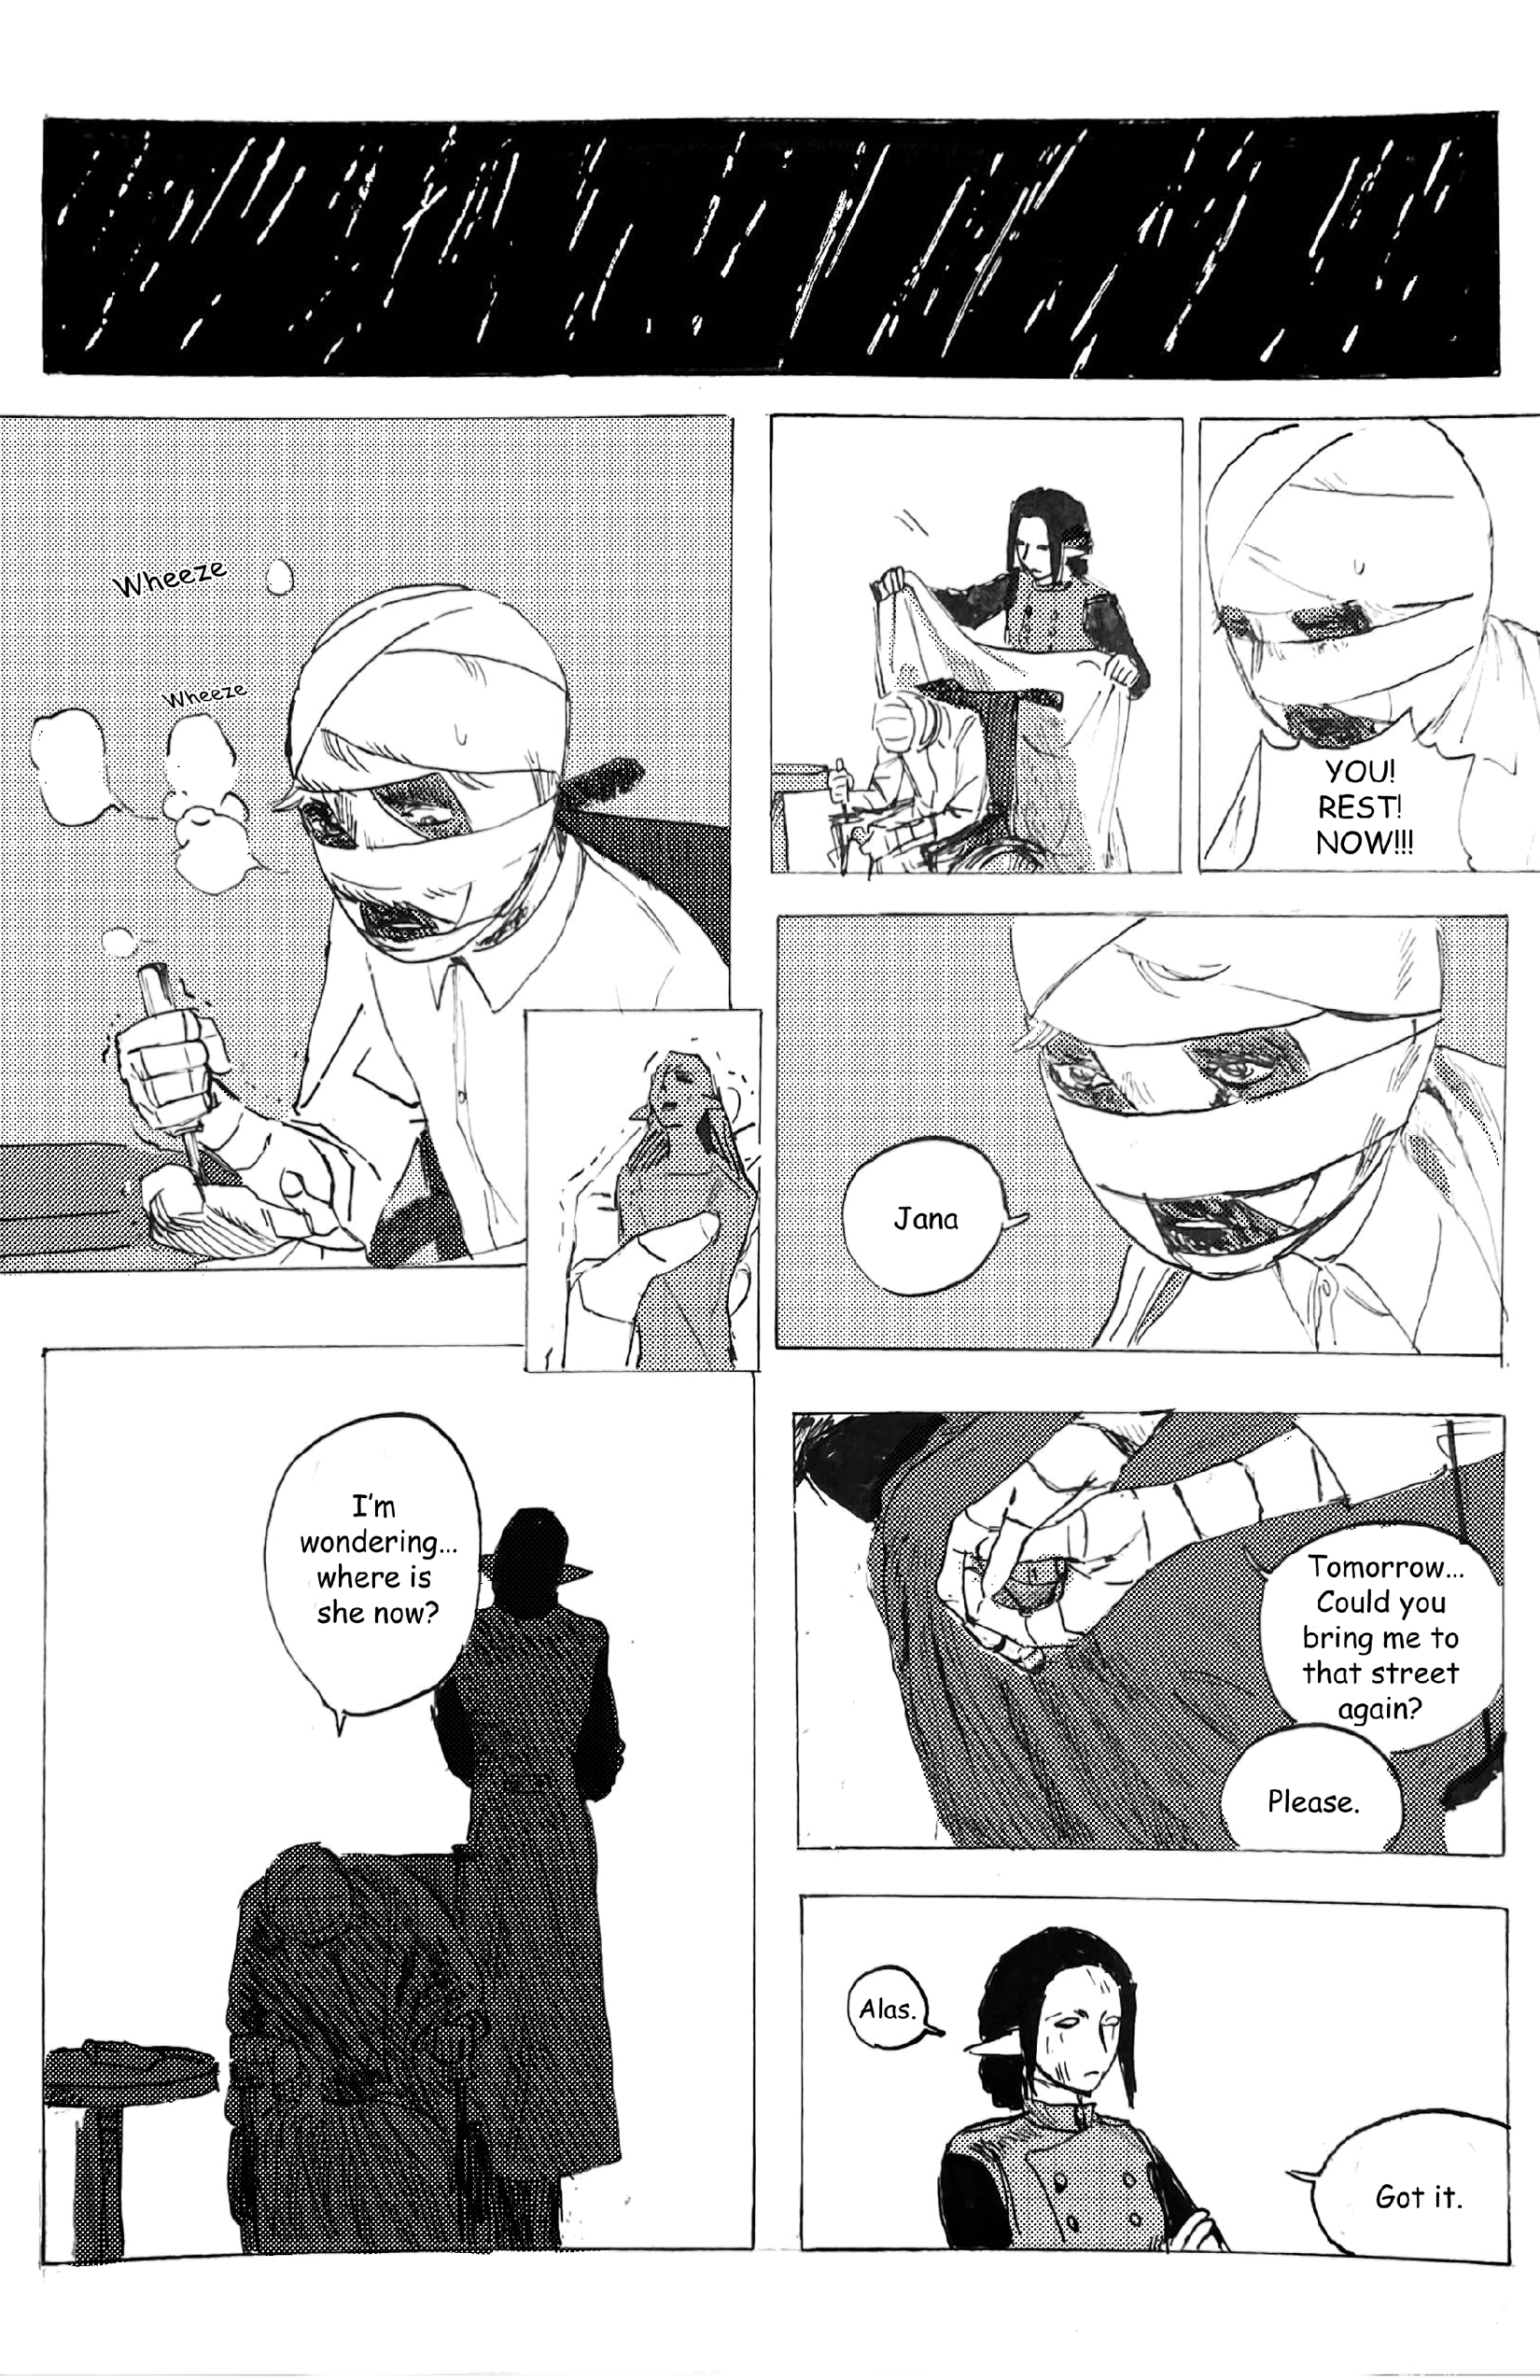 Wheeze
Wheeze
YOU!
REST!
NOW!!!
Jana
I'm
wondering...
where is
she now?
Tomorrow...
Could you
bring me to
that street
again?
Please.
Alas.
Got it.